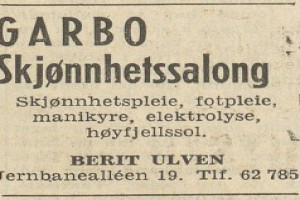 GARBO
Skjønnhetssalong
Skjønnhetspleie, fotpleie,
manikyre, elektrolyse,
høyfjellssol.
BERIT ULVEN
Jernbanealléen 19. Tlf. 62 785